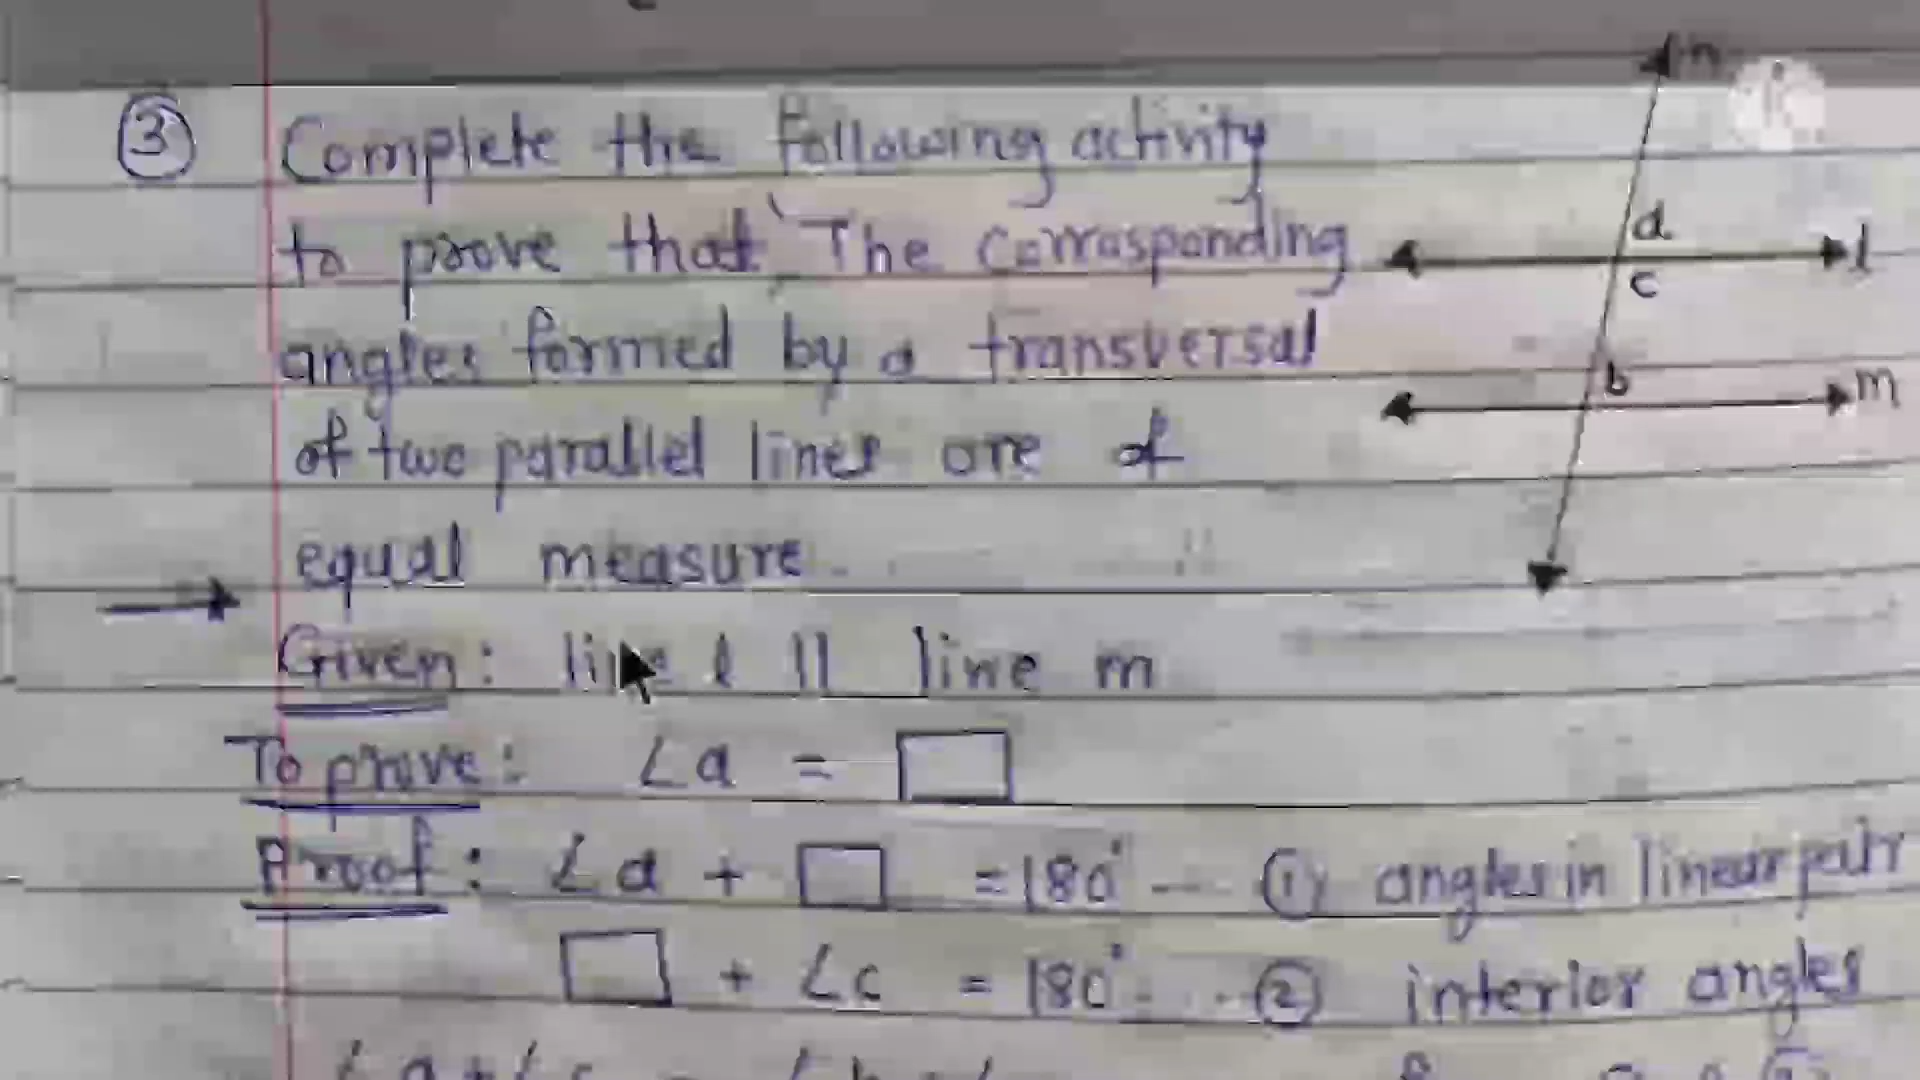 ③ Complete the following activity
to prove that 'The corrasponding
angles formed by a transversal
of two parallel lines are of
equal measure.
Given: line l || line m
To prove: ∠a = □
Proof: ∠a + □ = 180° --- ① angles in linear pair
□ + ∠c = 180° --- ② interior angles
∠a + ∠c = ∠b + ∠
n
a
l
c
b
m